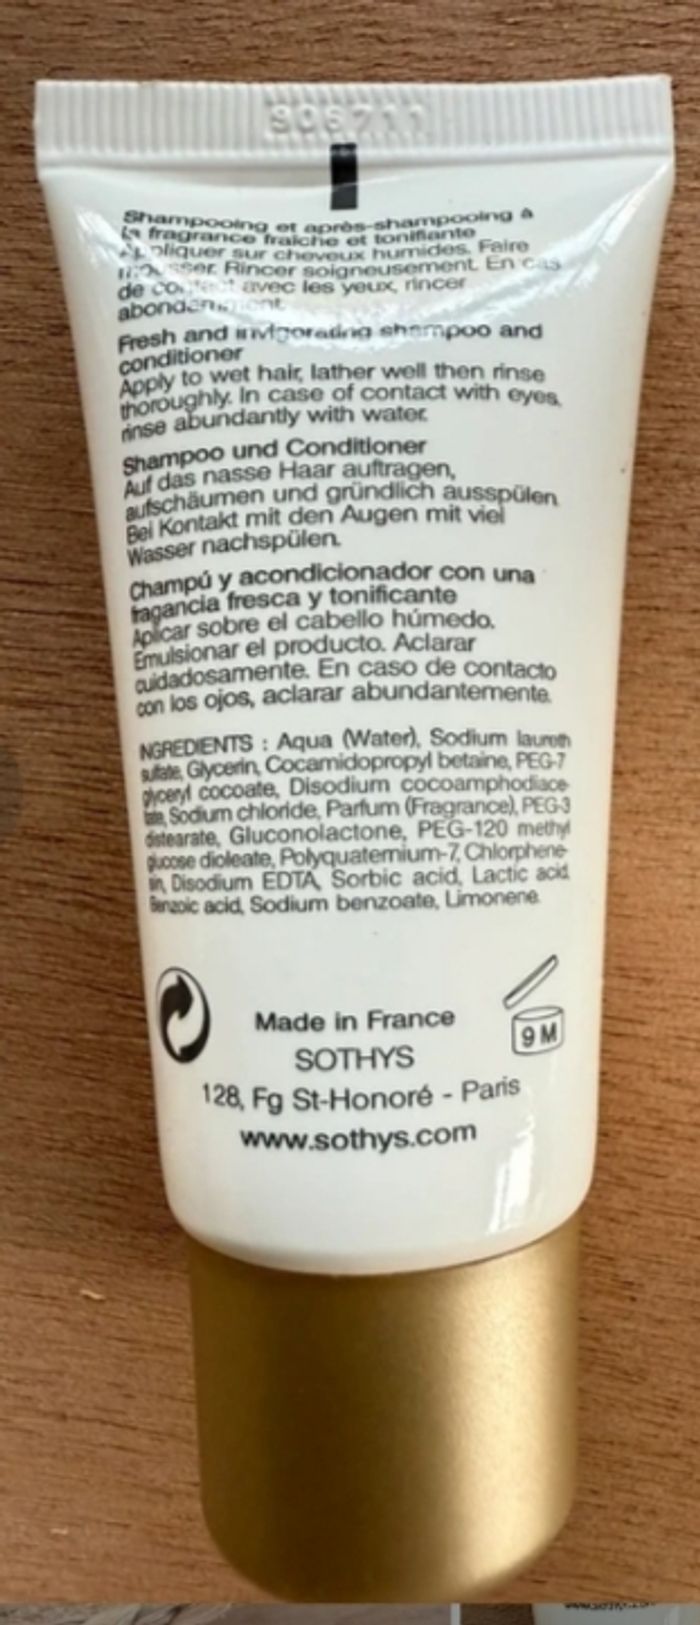 906711
Shampooing et après-shampooing à
la fragrance fraîche et tonifiante
Appliquer sur cheveux humides. Faire
mousser. Rincer soigneusement. En cas
de contact avec les yeux, rincer
abondamment.
Fresh and invigorating shampoo and
conditioner
Apply to wet hair, lather well then rinse
thoroughly. In case of contact with eyes,
rinse abundantly with water.
Shampoo und Conditioner
Auf das nasse Haar auftragen,
aufschäumen und gründlich ausspülen.
Bei Kontakt mit den Augen mit viel
Wasser nachspülen.
Champú y acondicionador con una
fragancia fresca y tonificante
Aplicar sobre el cabello húmedo.
Emulsionar el producto. Aclarar
cuidadosamente. En caso de contacto
con los ojos, aclarar abundantemente.
INGREDIENTS : Aqua (Water), Sodium laureth
sulfate, Glycerin, Cocamidopropyl betaine, PEG-7
glyceryl cocoate, Disodium cocoamphodiace-
tate, Sodium chloride, Parfum (Fragrance), PEG-3
distearate, Gluconolactone, PEG-120 methyl
glucose dioleate, Polyquaternium-7, Chlorphene-
sin, Disodium EDTA, Sorbic acid, Lactic acid,
Benzoic acid, Sodium benzoate, Limonene.
Made in France
9 M
SOTHYS
128, Fg St-Honoré - Paris
www.sothys.com